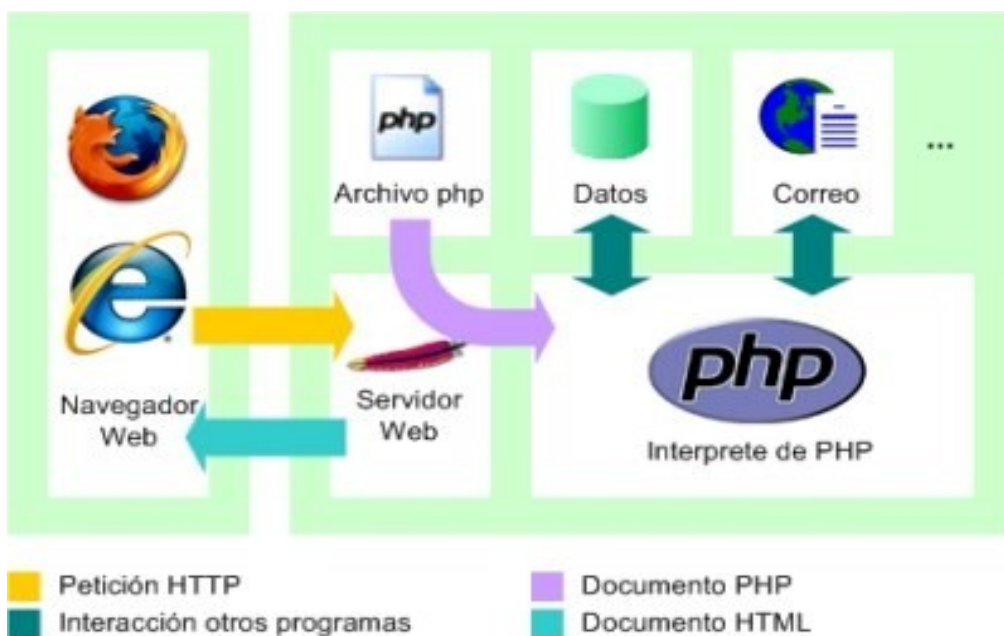 php
Archivo php
Datos
Correo
...
Navegador
Web
Servidor
Web
php
Interprete de PHP
Petición HTTP
Documento PHP
Interacción otros programas
Documento HTML